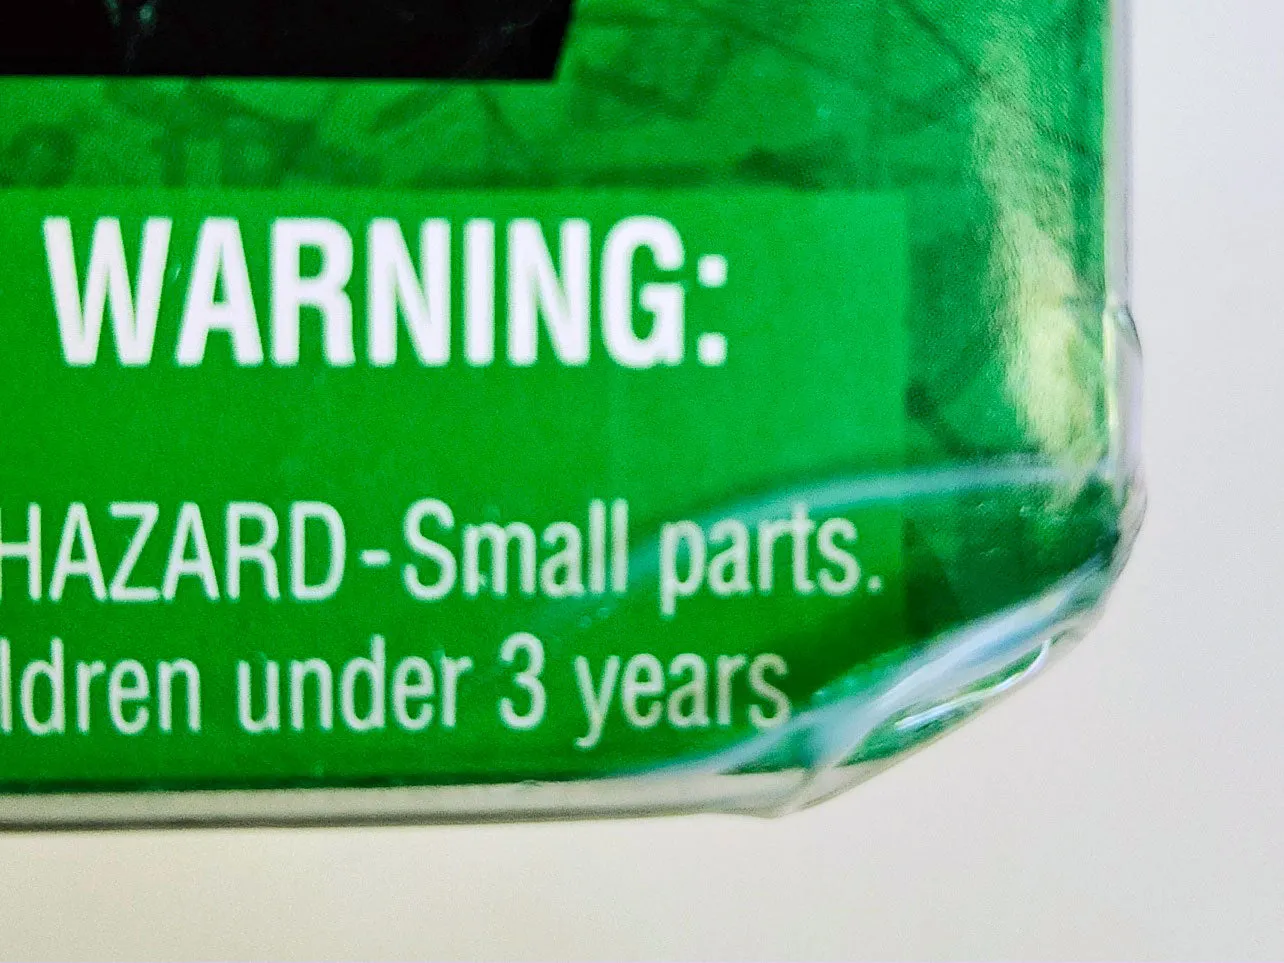 WARNING:
HAZARD-Small parts.
ldren under 3 years